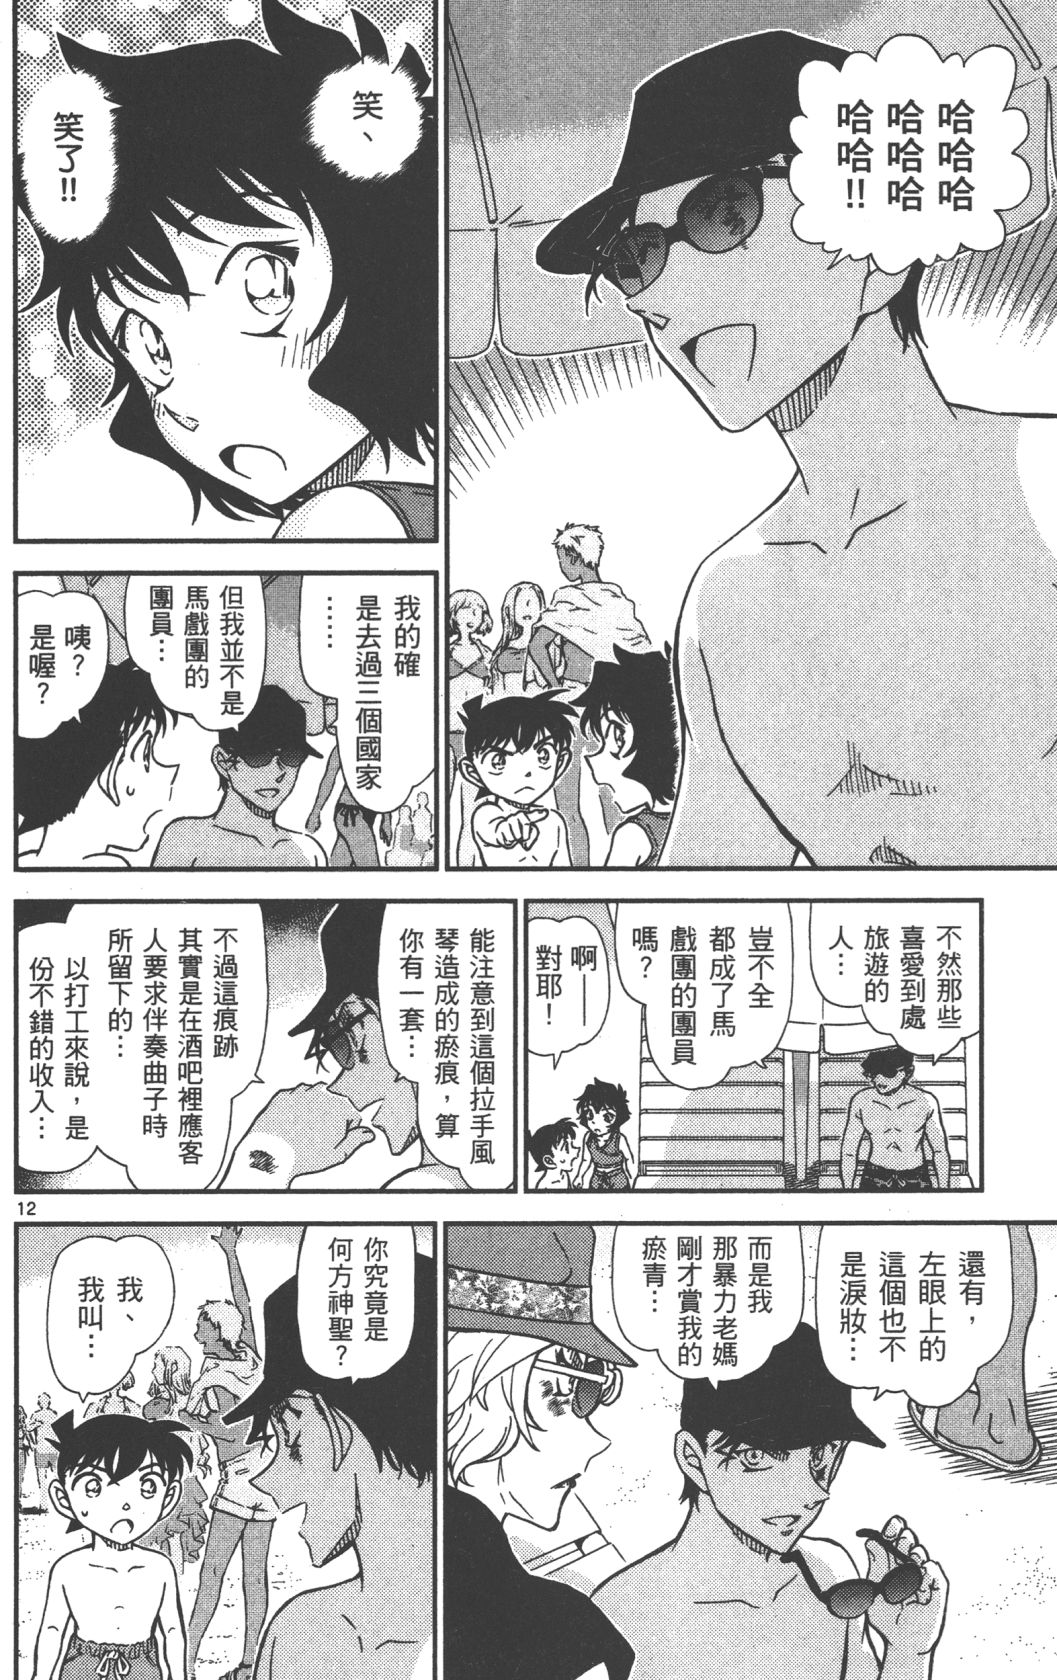 哈哈哈
哈哈哈
哈哈!!
笑、
笑了!!
我的確
是去過三個國家
……
但我並不是
馬戲團的
團員…
咦?
是喔?
不然那些
喜愛到處
旅遊的
人…
豈不全
都成了馬
戲團的團員
嗎?
啊——
對耶!
能注意到這個拉手風
琴造成的瘀痕,算
你有一套…
不過這痕跡
其實是在酒吧裡應客
人要求伴奏曲子時
所留下的…
以打工來說,是
份不錯的收入…
12
還有,
左眼上的
這個也不
是淚妝…
而是我
那暴力老媽
剛才賞我的
瘀青…
你究竟是
何方神聖?
我、
我叫…